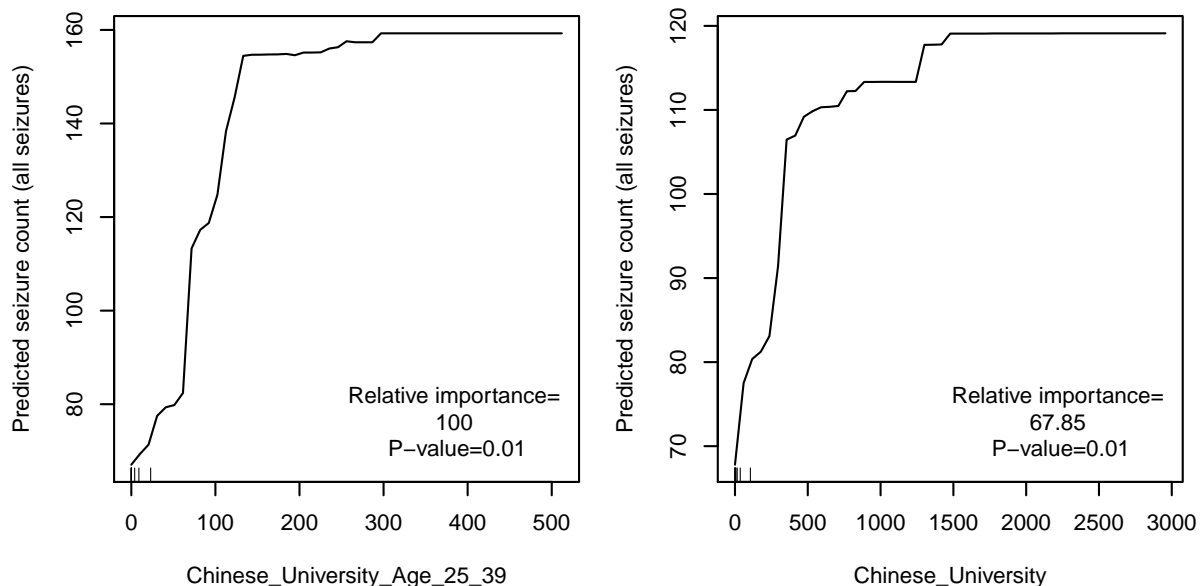 Predicted seizure count (all seizures)
160
140
120
100
80
Relative importance=
100
P−value=0.01
0 100 200 300 400 500
Chinese_University_Age_25_39
Predicted seizure count (all seizures)
120
110
100
90
80
70
Relative importance=
67.85
P−value=0.01
0 500 1000 1500 2000 2500 3000
Chinese_University